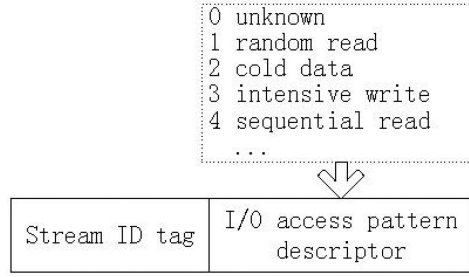 0 unknown
1 random read
2 cold data
3 intensive write
4 sequential read
...
Stream ID tag
I/O access pattern
descriptor